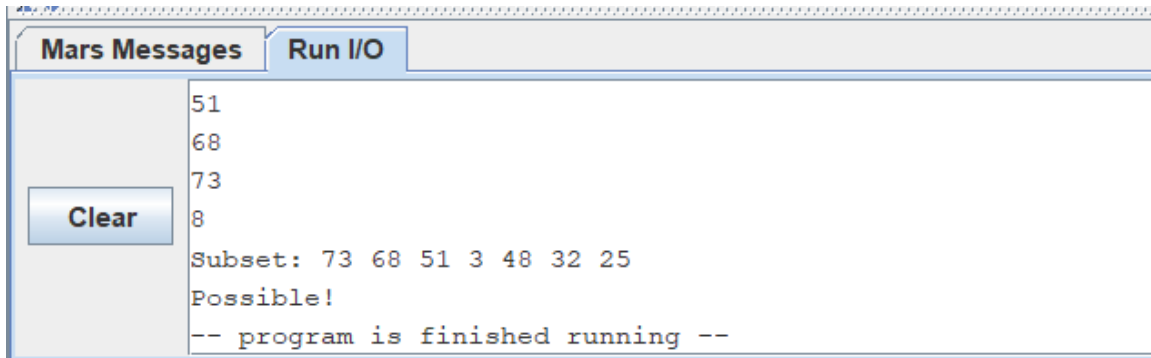 Mars Messages Run I/O
51
68
73
Clear
8
Subset: 73 68 51 3 48 32 25
Possible!
-- program is finished running --